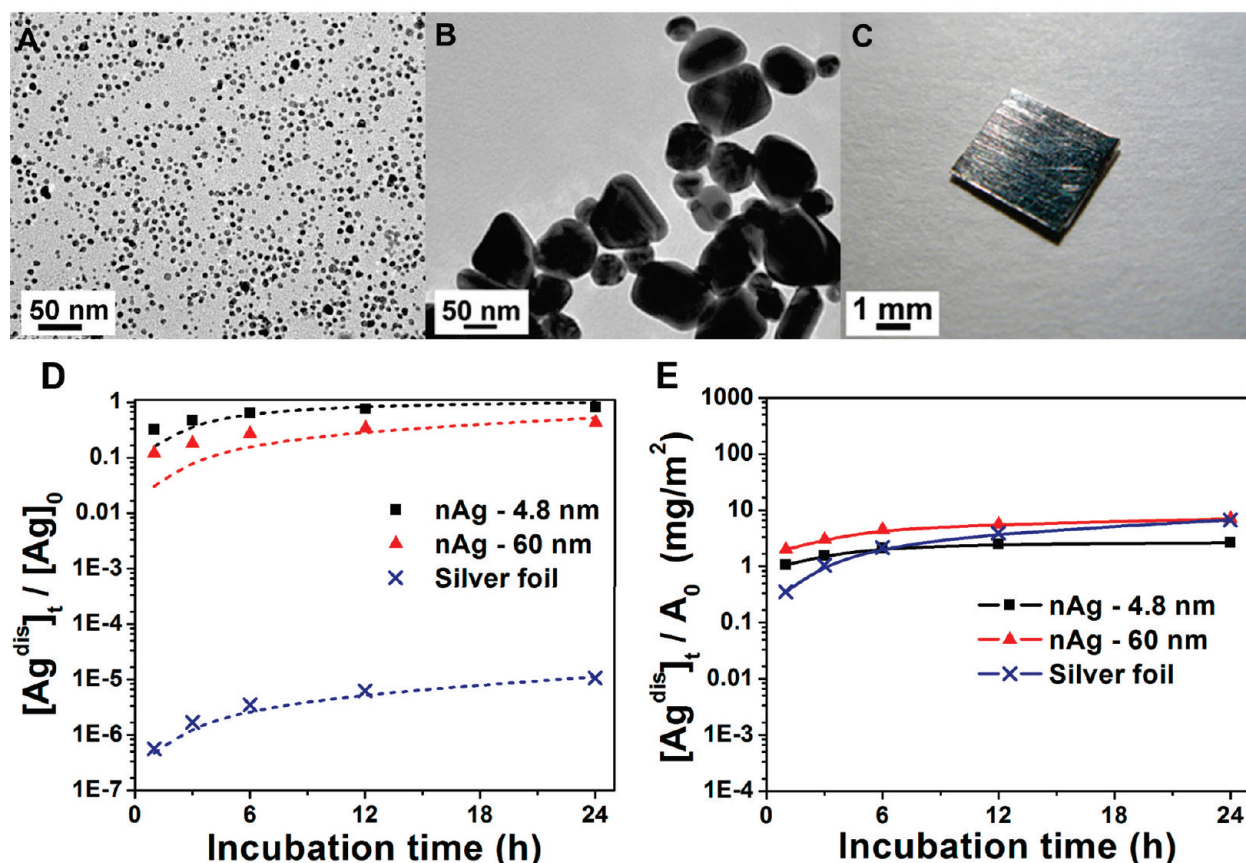 A
50 nm
B
50 nm
C
1 mm
D
[Ag^dis]_t / [Ag]_0
1
0.1
0.01
1E-3
1E-4
1E-5
1E-6
1E-7
nAg - 4.8 nm
nAg - 60 nm
Silver foil
0
6
12
18
24
Incubation time (h)
E
[Ag^dis]_t / A_0 (mg/m^2)
1000
100
10
1
0.1
0.01
1E-3
1E-4
nAg - 4.8 nm
nAg - 60 nm
Silver foil
0
6
12
18
24
Incubation time (h)